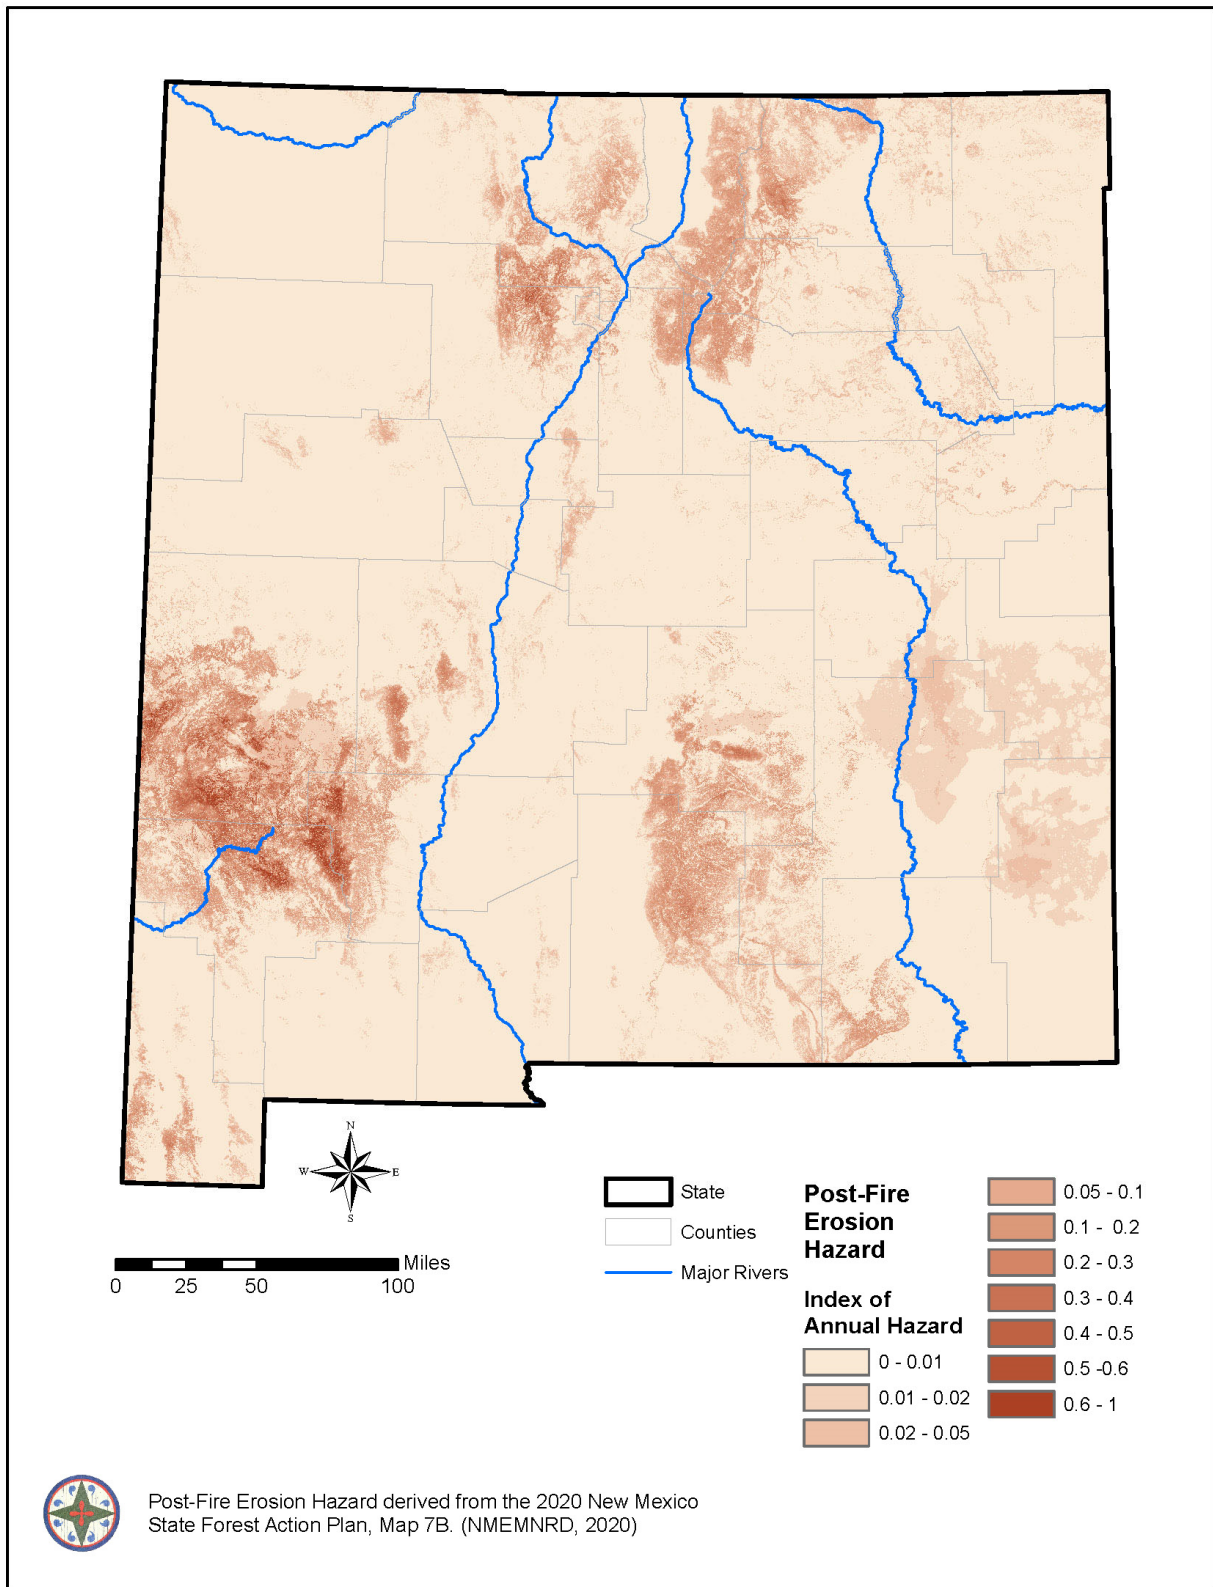 N
W
E
S
Miles
0
25
50
100
State
Counties
Major Rivers
Post-Fire
Erosion
Hazard
Index of
Annual Hazard
0 - 0.01
0.01 - 0.02
0.02 - 0.05
0.05 - 0.1
0.1 - 0.2
0.2 - 0.3
0.3 - 0.4
0.4 - 0.5
0.5 -0.6
0.6 - 1
Post-Fire Erosion Hazard derived from the 2020 New Mexico
State Forest Action Plan, Map 7B. (NMEMNRD, 2020)